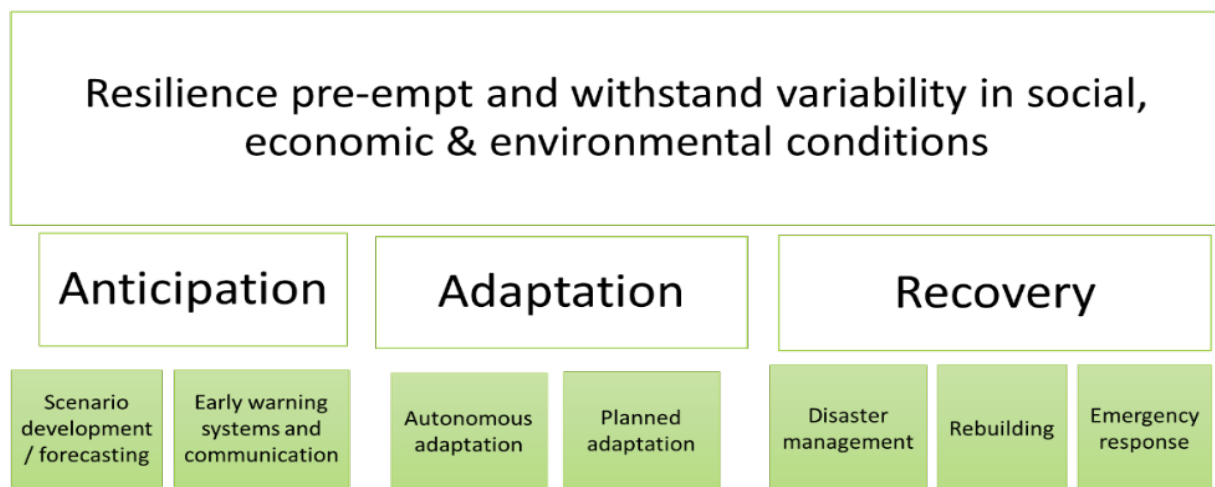 Resilience pre-empt and withstand variability in social,
economic & environmental conditions
Anticipation
Adaptation
Recovery
Scenario
development
/ forecasting
Early warning
systems and
communication
Autonomous
adaptation
Planned
adaptation
Disaster
management
Rebuilding
Emergency
response